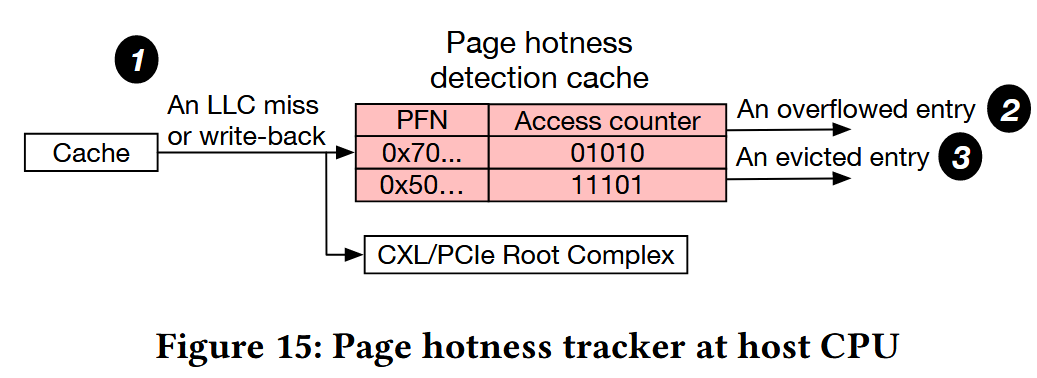 1
Page hotness
detection cache
An LLC miss
or write-back
Cache
PFN Access counter
0x70... 01010
0x50... 11101
An overflowed entry 2
An evicted entry 3
CXL/PCIe Root Complex
Figure 15: Page hotness tracker at host CPU